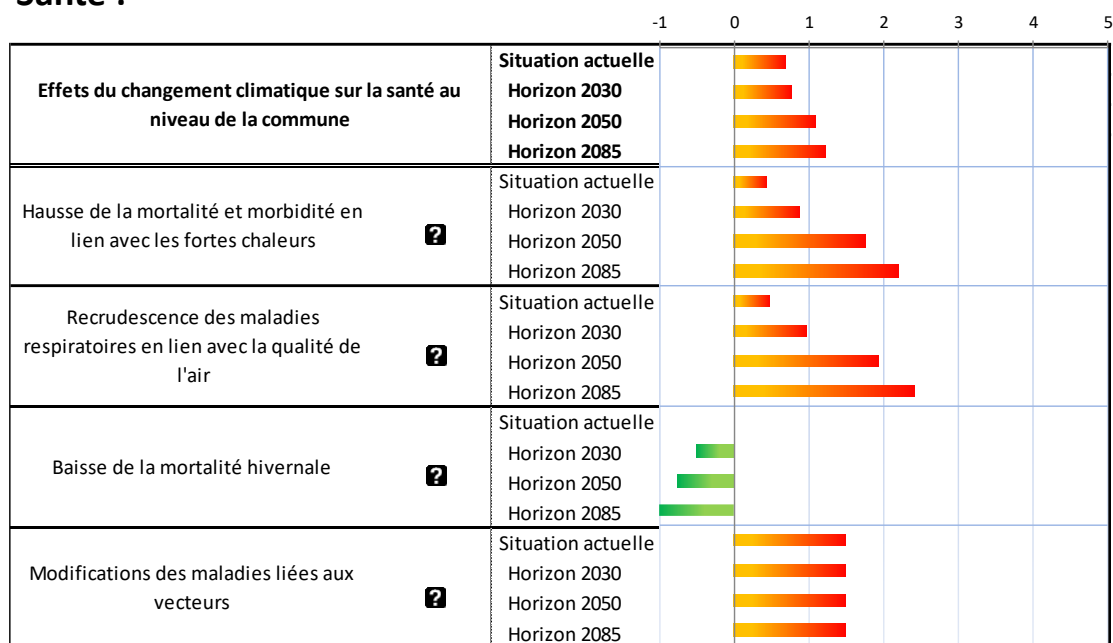 Santé :
-1 0 1 2 3 4 5
Effets du changement climatique sur la santé au
niveau de la commune
Situation actuelle
Horizon 2030
Horizon 2050
Horizon 2085
Hausse de la mortalité et morbidité en
lien avec les fortes chaleurs
?
Situation actuelle
Horizon 2030
Horizon 2050
Horizon 2085
Recrudescence des maladies
respiratoires en lien avec la qualité de
l'air
?
Situation actuelle
Horizon 2030
Horizon 2050
Horizon 2085
Baisse de la mortalité hivernale
?
Situation actuelle
Horizon 2030
Horizon 2050
Horizon 2085
Modifications des maladies liées aux
vecteurs
?
Situation actuelle
Horizon 2030
Horizon 2050
Horizon 2085